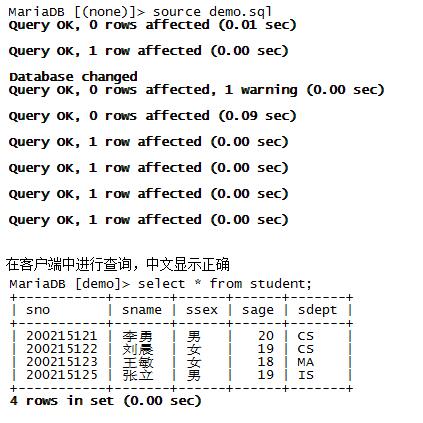 MariaDB [(none)]> source demo.sql
Query OK, 0 rows affected (0.01 sec)
Query OK, 1 row affected (0.00 sec)
Database changed
Query OK, 0 rows affected, 1 warning (0.00 sec)
Query OK, 0 rows affected (0.09 sec)
Query OK, 1 row affected (0.00 sec)
Query OK, 1 row affected (0.00 sec)
Query OK, 1 row affected (0.00 sec)
Query OK, 1 row affected (0.00 sec)
在客户端中进行查询，中文显示正确
MariaDB [demo]> select * from student;
+-----------+-------+------+------+-------+
| sno | sname | ssex | sage | sdept |
+-----------+-------+------+------+-------+
| 200215121 | 李勇 | 男 | 20 | CS |
| 200215122 | 刘晨 | 女 | 19 | CS |
| 200215123 | 王敏 | 女 | 18 | MA |
| 200215125 | 张立 | 男 | 19 | IS |
+-----------+-------+------+------+-------+
4 rows in set (0.00 sec)